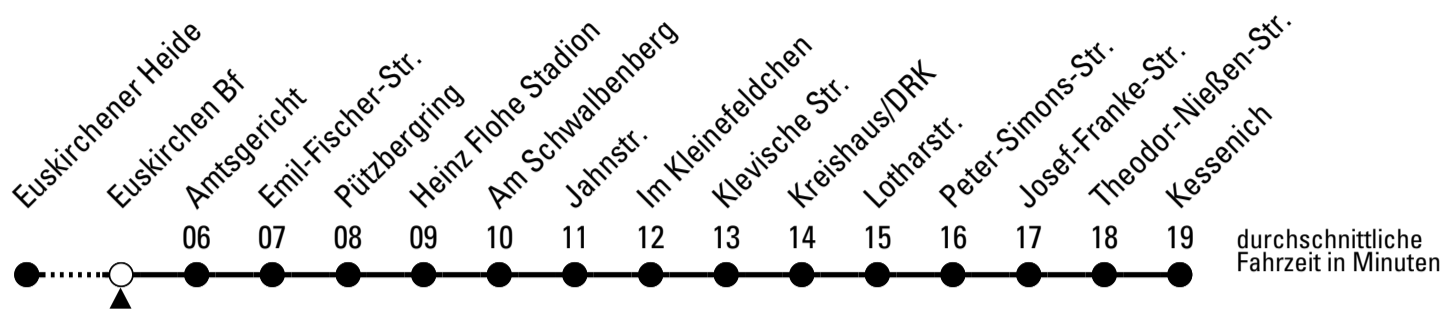 Euskirchener Heide
Euskirchen Bf
Amtsgericht
Emil-Fischer-Str.
Pützbergring
Heinz Flohe Stadion
Am Schwalbenberg
Jahnstr.
Im Kleinefeldchen
Klevische Str.
Kreishaus/DRK
Lotharstr.
Peter-Simons-Str.
Josef-Franke-Str.
Theodor-Nießen-Str.
Kessenich
06 07 08 09 10 11 12 13 14 15 16 17 18 19
durchschnittliche
Fahrzeit in Minuten